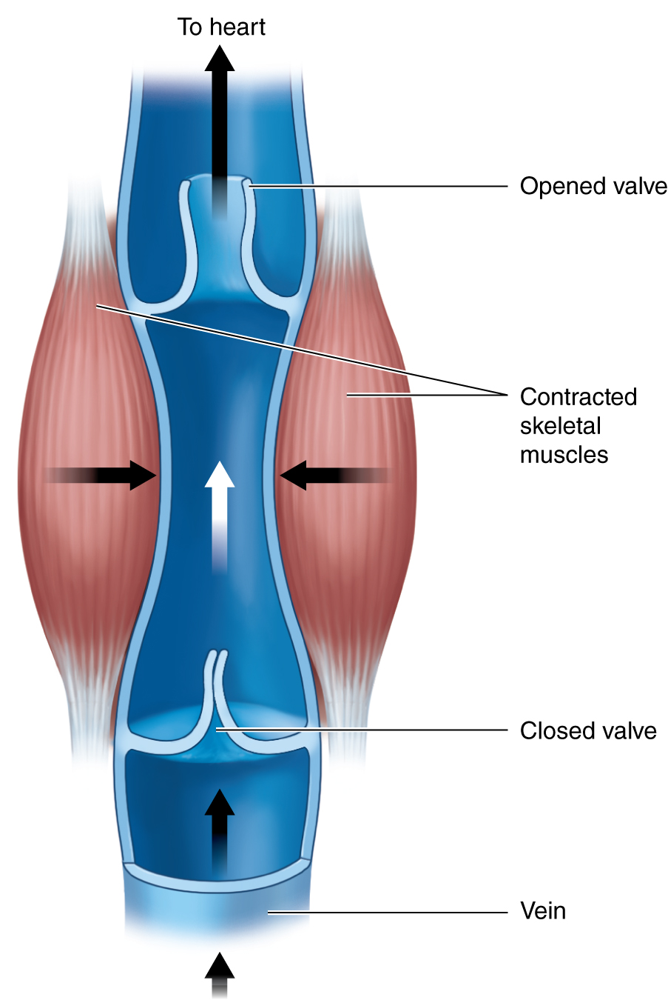 To heart
Opened valve
Contracted
skeletal
muscles
Closed valve
Vein